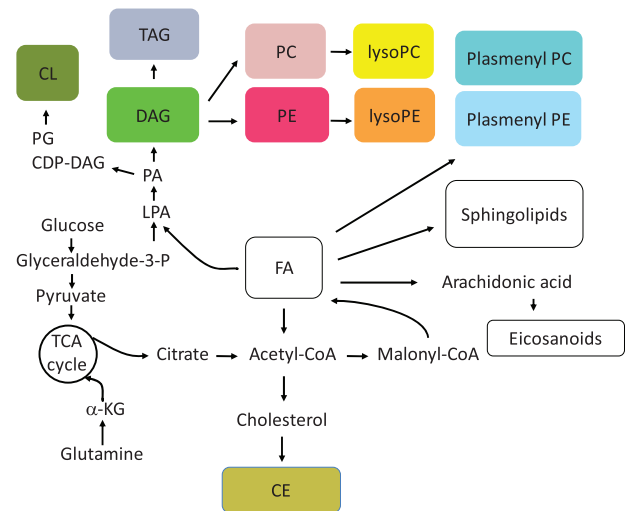 TAG
CL
PC
lysoPC
Plasmenyl PC
DAG
PE
lysoPE
Plasmenyl PE
PG
CDP-DAG
PA
LPA
Sphingolipids
Glucose
Glyceraldehyde-3-P
FA
Arachidonic acid
Pyruvate
Eicosanoids
TCA
cycle
Citrate
Acetyl-CoA
Malonyl-CoA
α-KG
Cholesterol
Glutamine
CE